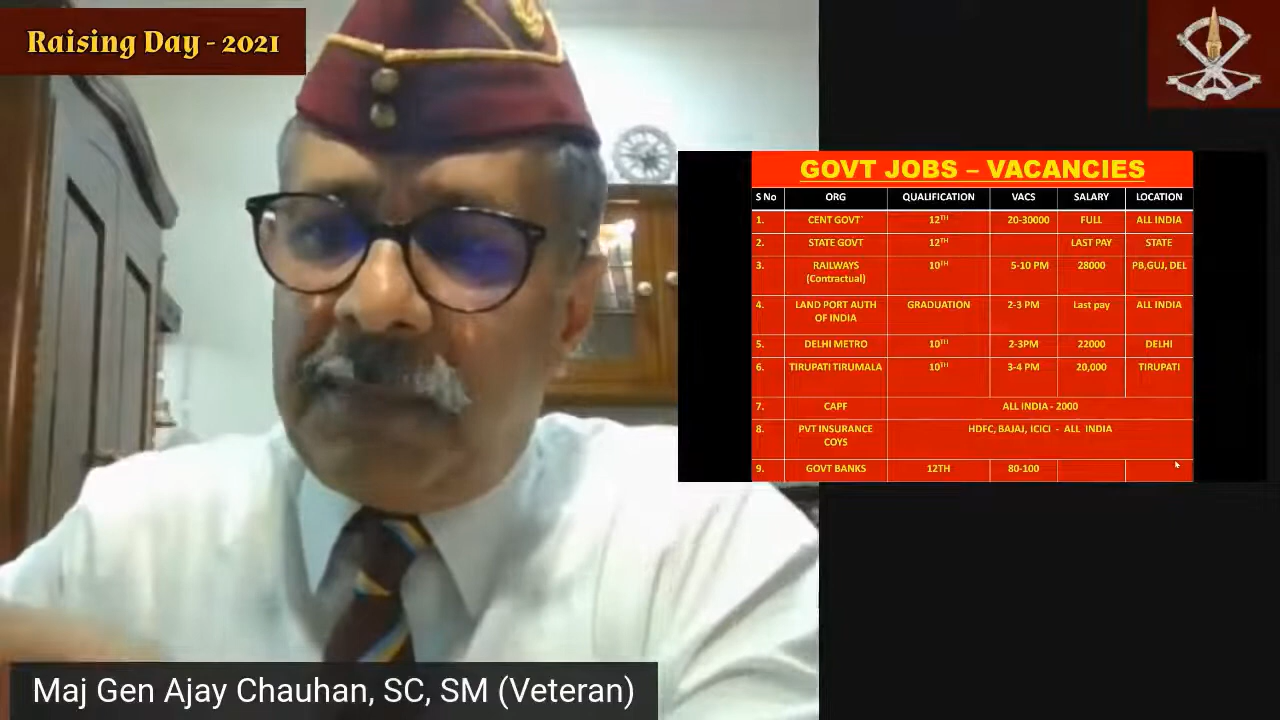 Raising Day - 2021
GOVT JOBS – VACANCIES
S No ORG QUALIFICATION VACS SALARY LOCATION
1. CENT GOVT` 12TH 20-30000 FULL ALL INDIA
2. STATE GOVT 12TH LAST PAY STATE
3. RAILWAYS 10TH 5-10 PM 28000 PB,GUJ, DEL
(Contractual)
4. LAND PORT AUTH GRADUATION 2-3 PM Last pay ALL INDIA
OF INDIA
5. DELHI METRO 10TH 2-3PM 22000 DELHI
6. TIRUPATI TIRUMALA 10TH 3-4 PM 20,000 TIRUPATI
7. CAPF ALL INDIA - 2000
8. PVT INSURANCE HDFC, BAJAJ, ICICI - ALL INDIA
COYS
9. GOVT BANKS 12TH 80-100
Maj Gen Ajay Chauhan, SC, SM (Veteran)